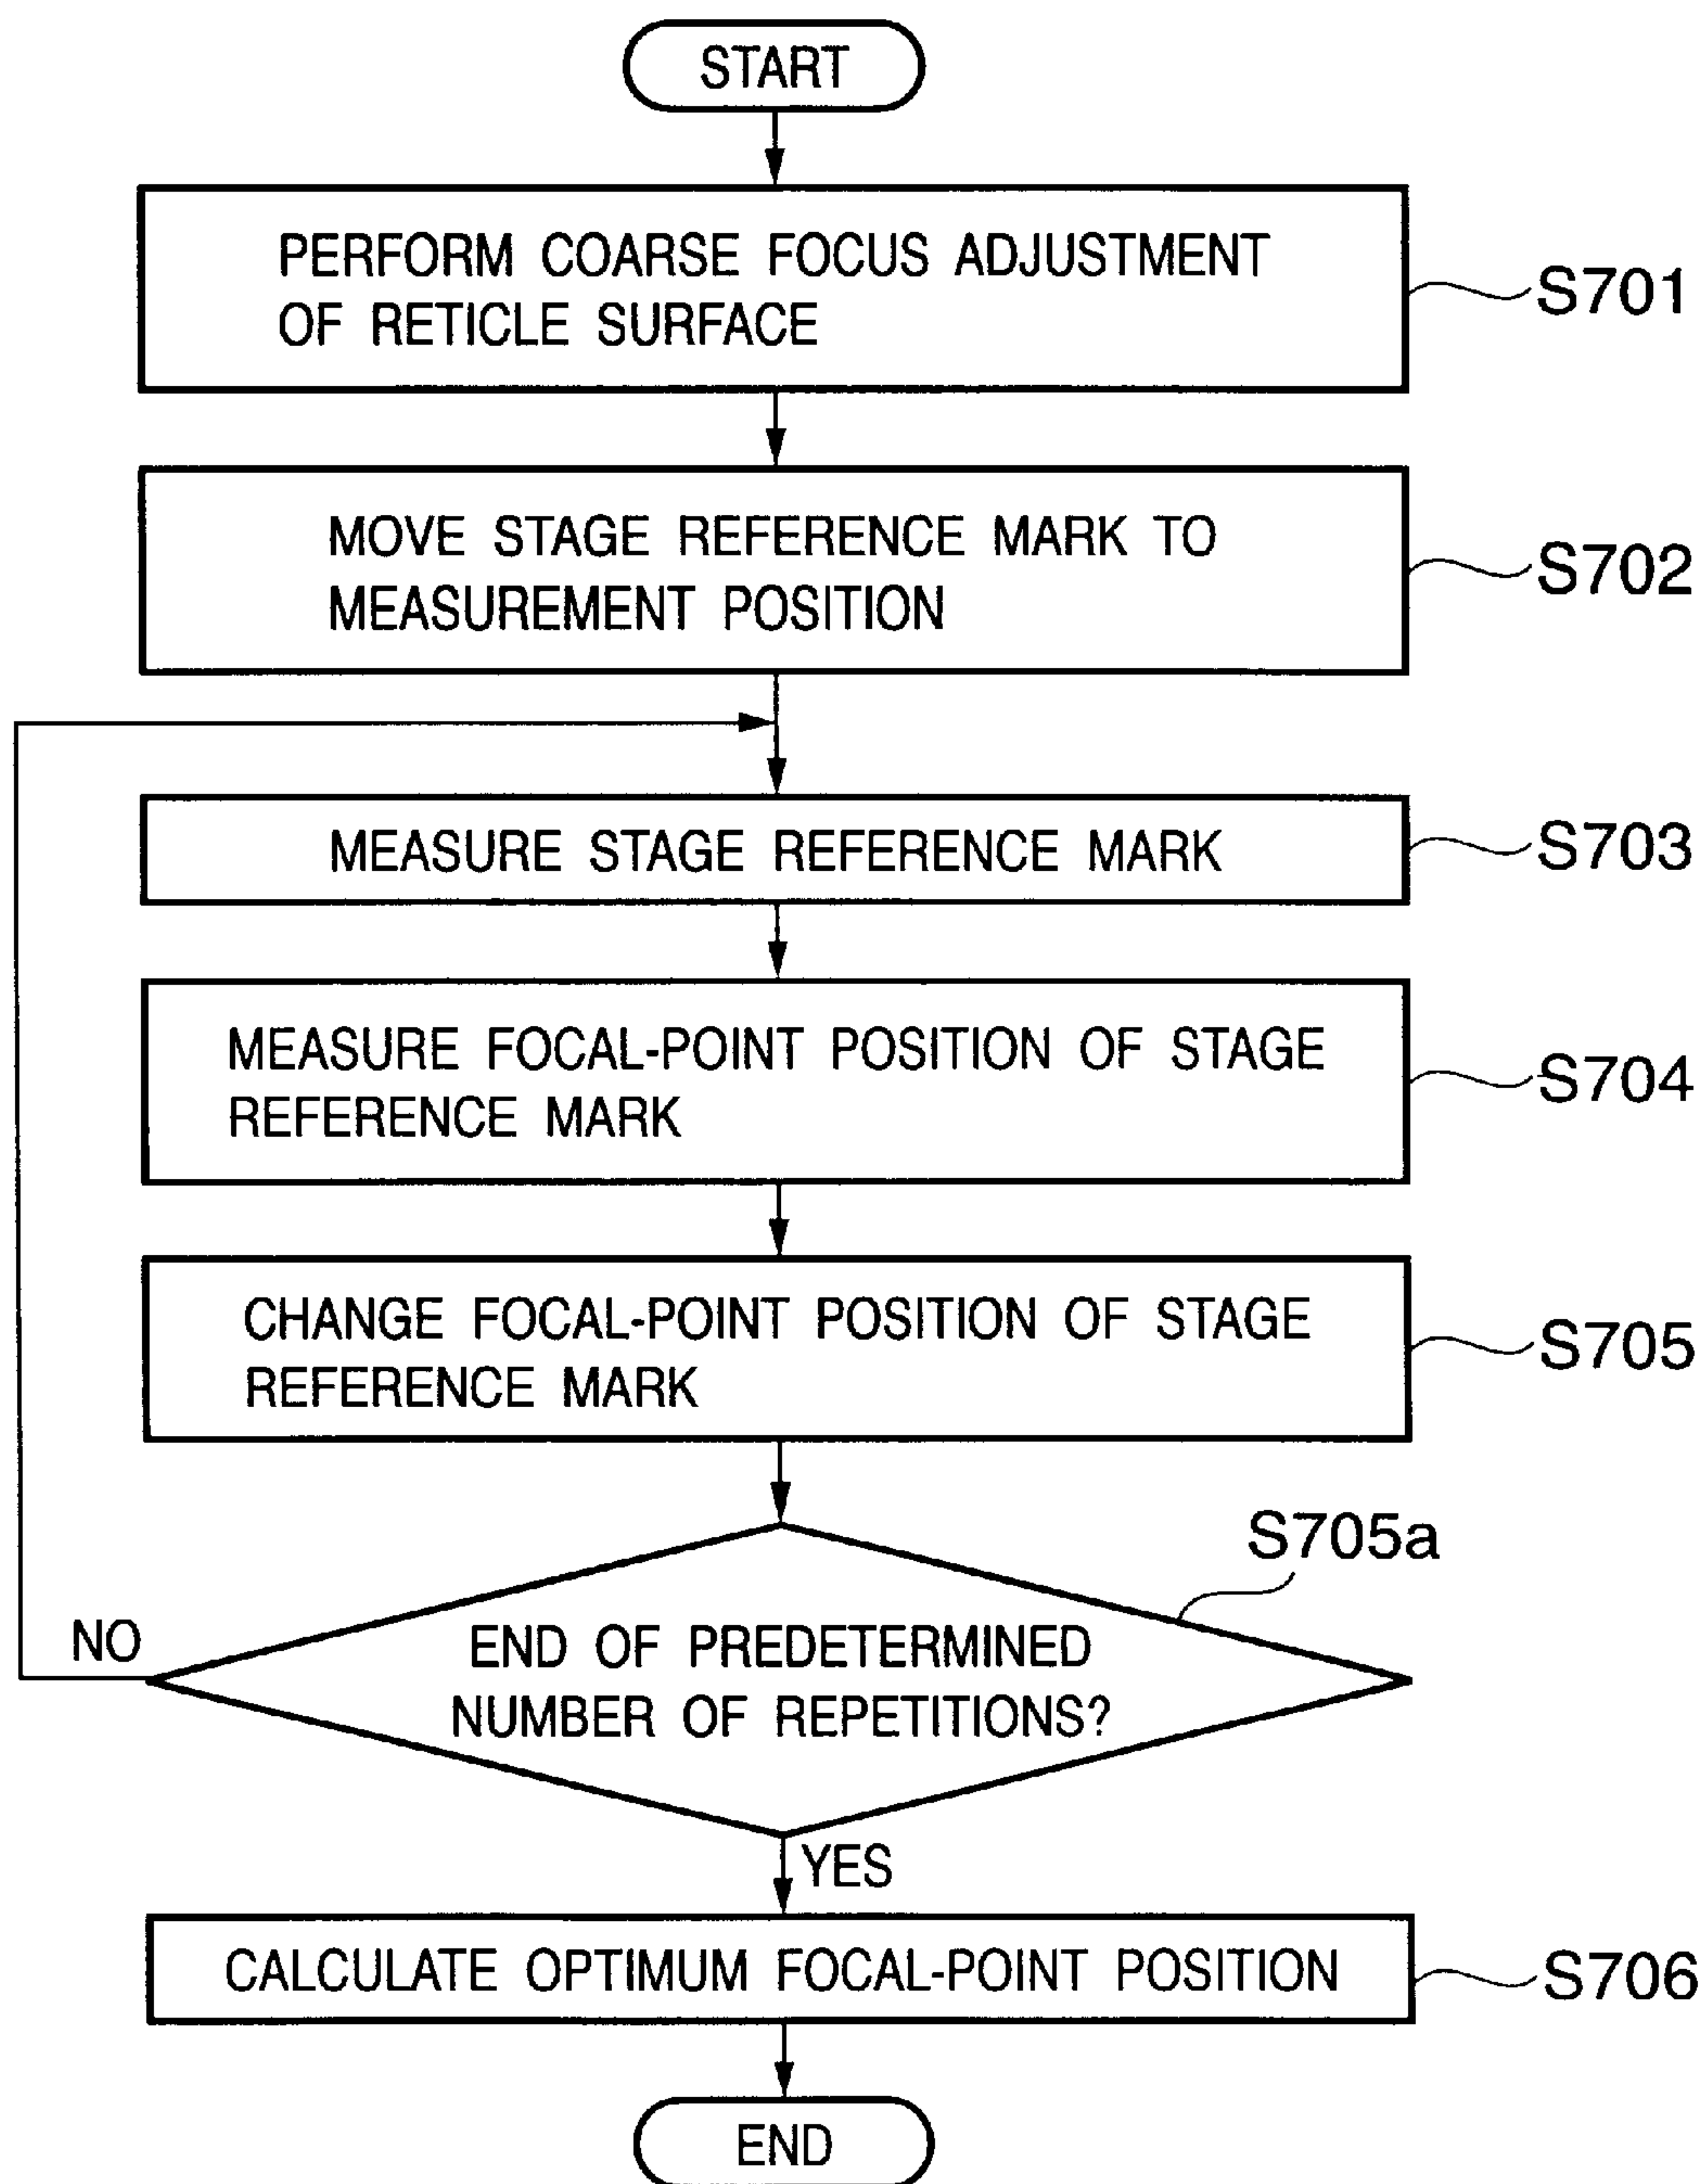 START
PERFORM COARSE FOCUS ADJUSTMENT
OF RETICLE SURFACE
S701
MOVE STAGE REFERENCE MARK TO
MEASUREMENT POSITION
S702
MEASURE STAGE REFERENCE MARK
S703
MEASURE FOCAL-POINT POSITION OF STAGE
REFERENCE MARK
S704
CHANGE FOCAL-POINT POSITION OF STAGE
REFERENCE MARK
S705
S705a
NO
END OF PREDETERMINED
NUMBER OF REPETITIONS?
YES
CALCULATE OPTIMUM FOCAL-POINT POSITION
S706
END